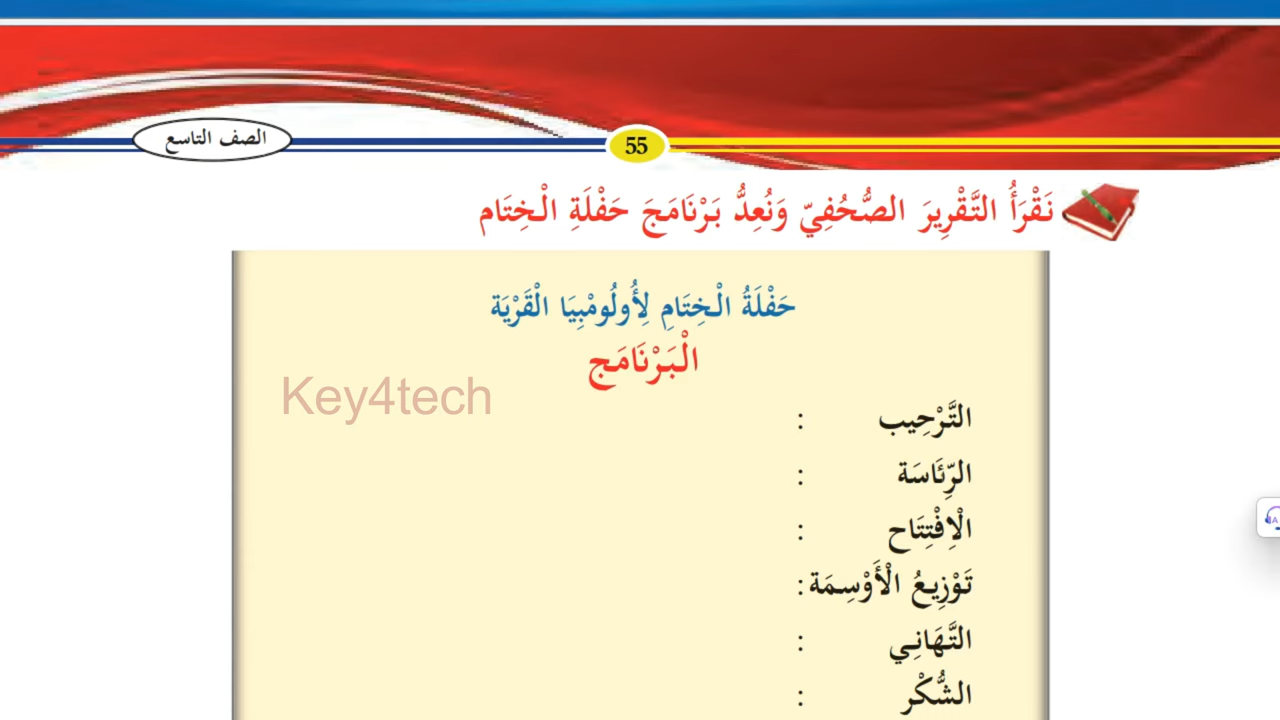 الصف التاسع
55
نَقْرَأُ التَّقْرِيرَ الصُّحُفِيّ وَنُعِدُّ بَرْنَامَجَ حَفْلَةِ الْخِتَام
حَفْلَةُ الْخِتَامِ لِأُولُومْبِيَا الْقَرْيَة
الْبَرْنَامَج
Key4tech
التَّرْحِيب :
الرِّئَاسَة :
الْاِفْتِتَاح :
تَوْزِيعُ الْأَوْسِمَة :
التَّهَانِي :
الشُّكْر :